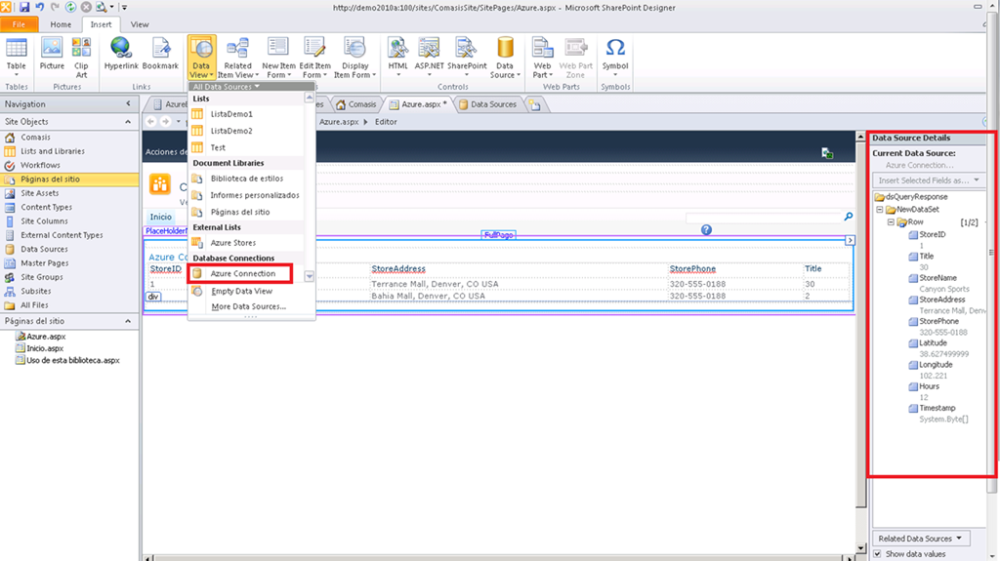 http://demo2010a:100/sites/ComasisSite/SitePages/Azure.aspx - Microsoft SharePoint Designer
File Home Insert View
Table
Picture
Clip Art
Hyperlink
Bookmark
Data View
Related Item View
New Item Form
Edit Item Form
Display Item Form
HTML
ASP.NET
SharePoint
Data Source
Web Part
Web Part Zone
Symbol
Tables Pictures Links Controls Web Parts Symbols
Navigation
Site Objects
Comasis
Lists and Libraries
Workflows
Páginas del sitio
Site Assets
Content Types
Site Columns
External Content Types
Data Sources
Master Pages
Site Groups
Subsites
All Files
Páginas del sitio
Azure.aspx
Inicio.aspx
Uso de esta biblioteca.aspx
All Data Sources
Lists
ListaDemo1
ListaDemo2
Test
Document Libraries
Biblioteca de estilos
Informes personalizados
Páginas del sitio
External Lists
Azure Stores
Database Connections
Azure Connection
Empty Data View
More Data Sources...
Comasis
Azure.aspx *
Data Sources
Azure.aspx
Editor
Acciones de
Inicio
FullPage
Azure Co
StoreID StoreAddress StorePhone Title
1 Terrance Mall, Denver, CO USA 320-555-0188 30
Bahia Mall, Denver, CO USA 320-555-0188 2
div
Data Source Details
Current Data Source:
Azure Connection...
Insert Selected Fields as...
dsQueryResponse
NewDataSet
Row [1/2]
StoreID
1
Title
30
StoreName
Canyon Sports
StoreAddress
Terrance Mall, Denv
StorePhone
320-555-0188
Latitude
38.627499999
Longitude
102.221
Hours
12
Timestamp
System.Byte[]
Related Data Sources
Show data values